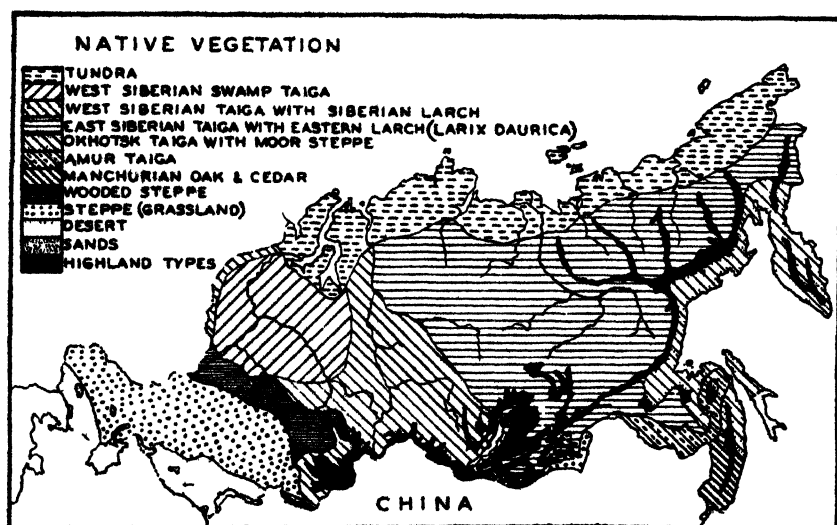 NATIVE VEGETATION
TUNDRA
WEST SIBERIAN SWAMP TAIGA
WEST SIBERIAN TAIGA WITH SIBERIAN LARCH
EAST SIBERIAN TAIGA WITH EASTERN LARCH (LARIX DAURICA)
OKHOTSK TAIGA WITH MOOR STEPPE
AMUR TAIGA
MANCHURIAN OAK & CEDAR
WOODED STEPPE
STEPPE (GRASSLAND)
DESERT
SANDS
HIGHLAND TYPES
CHINA